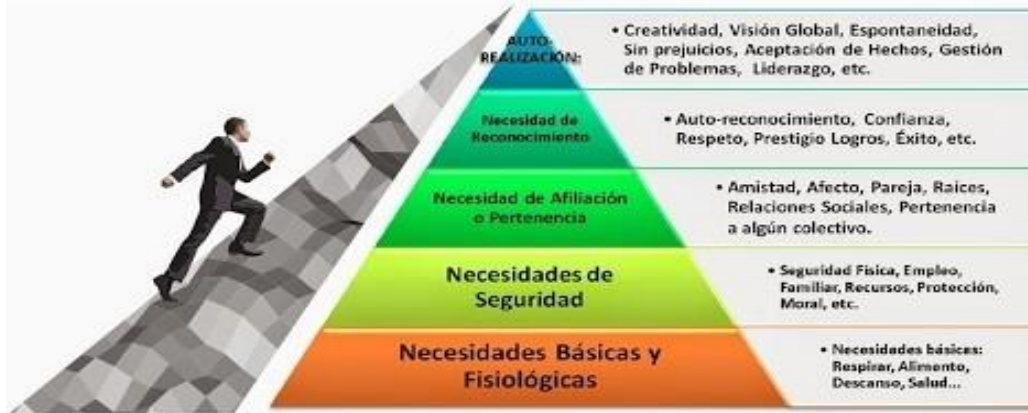 AUTO-
REALIZACIÓN:
• Creatividad, Visión Global, Espontaneidad,
Sin prejuicios, Aceptación de Hechos, Gestión
de Problemas, Liderazgo, etc.
Necesidad de
Reconocimiento
• Auto-reconocimiento, Confianza,
Respeto, Prestigio Logros, Éxito, etc.
Necesidad de Afiliación
o Pertenencia
• Amistad, Afecto, Pareja, Raices,
Relaciones Sociales, Pertenencia
a algún colectivo.
Necesidades de
Seguridad
• Seguridad Física, Empleo,
Familiar, Recursos, Protección,
Moral, etc.
Necesidades Básicas y
Fisiológicas
• Necesidades básicas:
Respirar, Alimento,
Descanso, Salud...